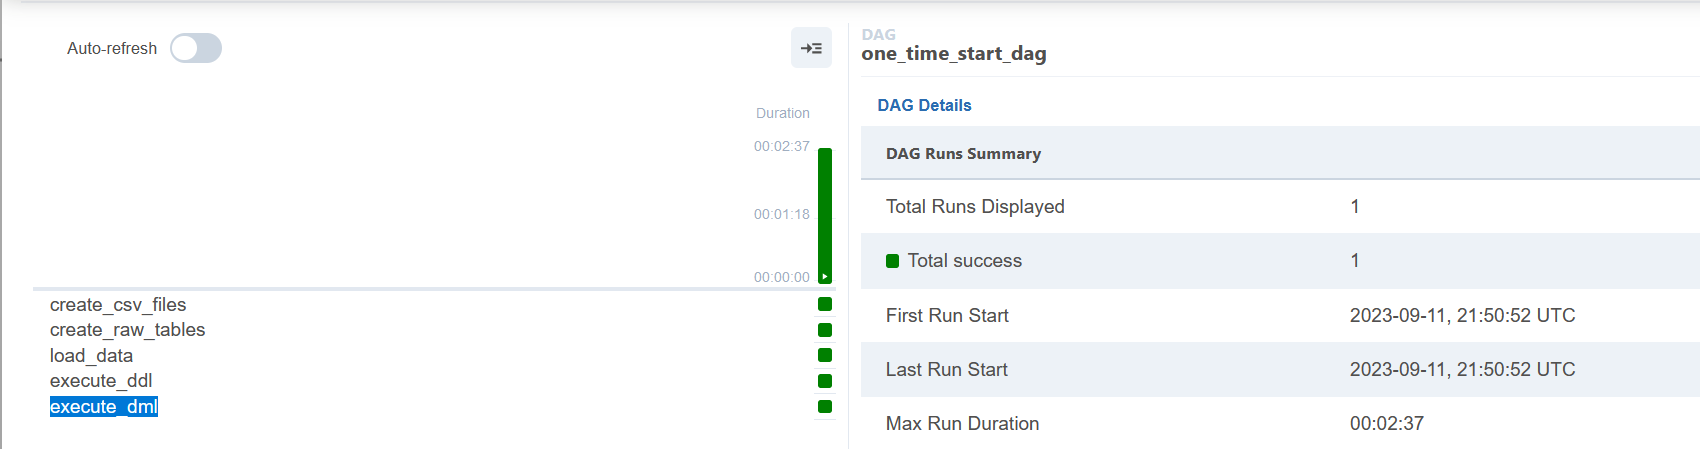 Auto-refresh
Duration
00:02:37
00:01:18
00:00:00
create_csv_files
create_raw_tables
load_data
execute_ddl
execute_dml
DAG
one_time_start_dag
DAG Details
DAG Runs Summary
Total Runs Displayed 1
Total success 1
First Run Start 2023-09-11, 21:50:52 UTC
Last Run Start 2023-09-11, 21:50:52 UTC
Max Run Duration 00:02:37